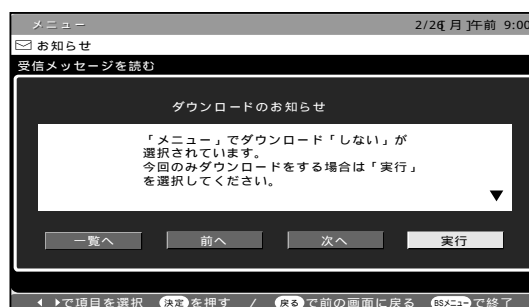 メニュー 2/26[月]午前 9:00
お知らせ
受信メッセージを読む
ダウンロードのお知らせ
「メニュー」でダウンロード「しない」が
選択されています。
今回のみダウンロードをする場合は「実行」
を選択してください。
▼
一覧へ 前へ 次へ 実行
◀ ▶で項目を選択 決定を押す / 戻るで前の画面に戻る BSメニューで終了